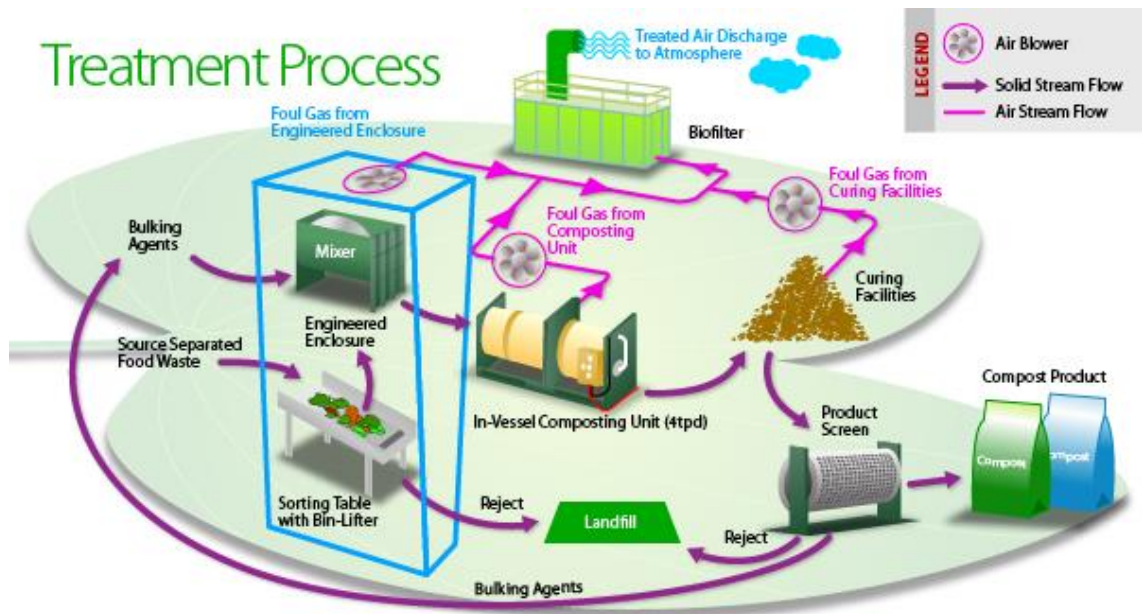 Treatment Process
Treated Air Discharge
to Atmosphere
LEGEND
Air Blower
Solid Stream Flow
Air Stream Flow
Foul Gas from
Engineered Enclosure
Biofilter
Foul Gas from
Curing Facilities
Foul Gas from
Composting
Unit
Bulking
Agents
Mixer
Curing
Facilities
Engineered
Enclosure
Source Separated
Food Waste
In-Vessel Composting Unit (4tpd)
Product
Screen
Compost Product
Compost
ompost
Sorting Table
with Bin-Lifter
Reject
Landfill
Reject
Bulking Agents